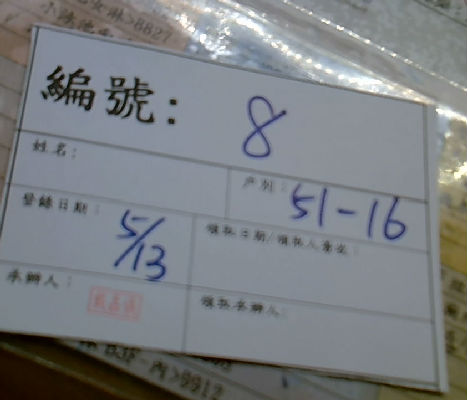 編號: 8
姓名:
戶別: 51-16
登錄日期: 5/13
領取日期/領取人簽名:
承辦人:
領取承辦人: